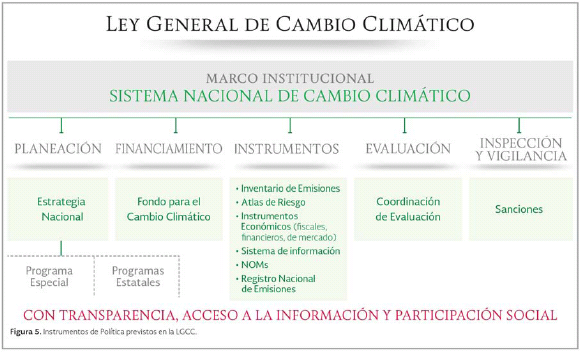 LEY GENERAL DE CAMBIO CLIMÁTICO
MARCO INSTITUCIONAL
SISTEMA NACIONAL DE CAMBIO CLIMÁTICO
PLANEACIÓN
Estrategia
Nacional
Programa
Especial
Programas
Estatales
FINANCIAMIENTO
Fondo para el
Cambio Climático
INSTRUMENTOS
• Inventario de Emisiones
• Atlas de Riesgo
• Instrumentos
Económicos (fiscales,
financieros, de mercado)
• Sistema de información
• NOMs
• Registro Nacional
de Emisiones
EVALUACIÓN
Coordinación
de Evaluación
INSPECCIÓN
Y VIGILANCIA
Sanciones
CON TRANSPARENCIA, ACCESO A LA INFORMACIÓN Y PARTICIPACIÓN SOCIAL
Figura 5. Instrumentos de Política previstos en la LGCC.